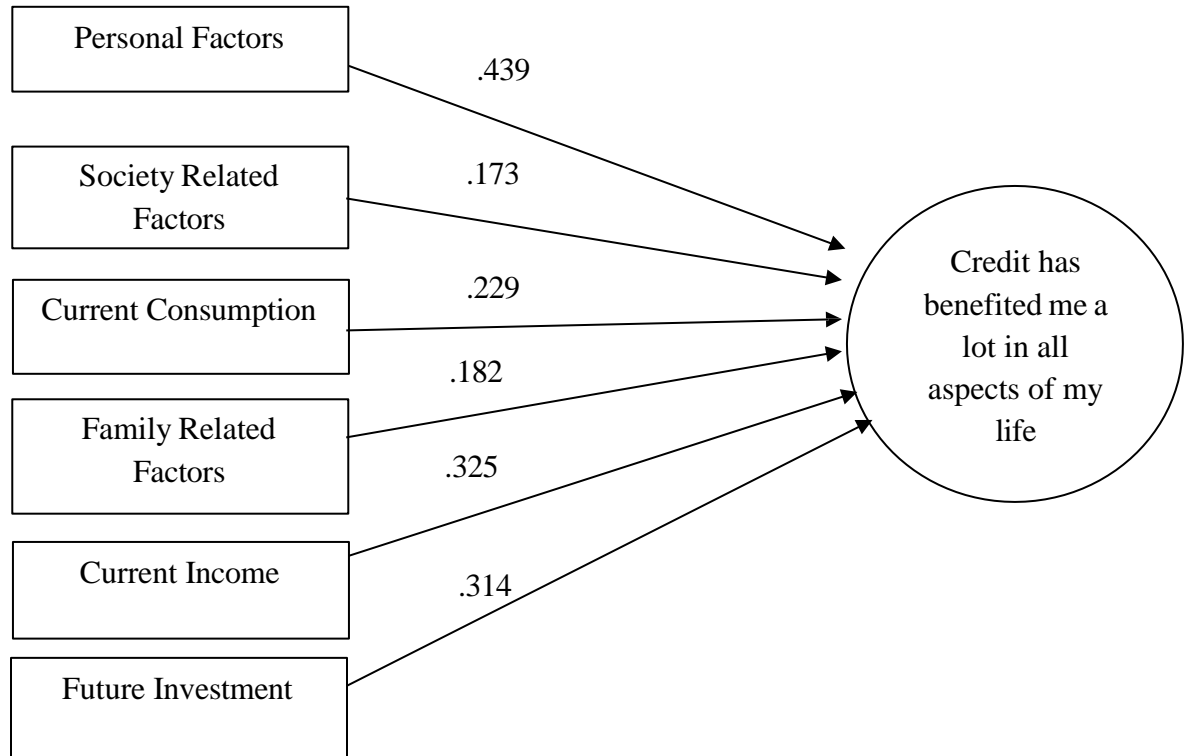 Personal Factors
.439
Society Related
Factors
.173
Current Consumption
.229
.182
Family Related
Factors
.325
Current Income
.314
Future Investment
Credit has
benefited me a
lot in all
aspects of my
life